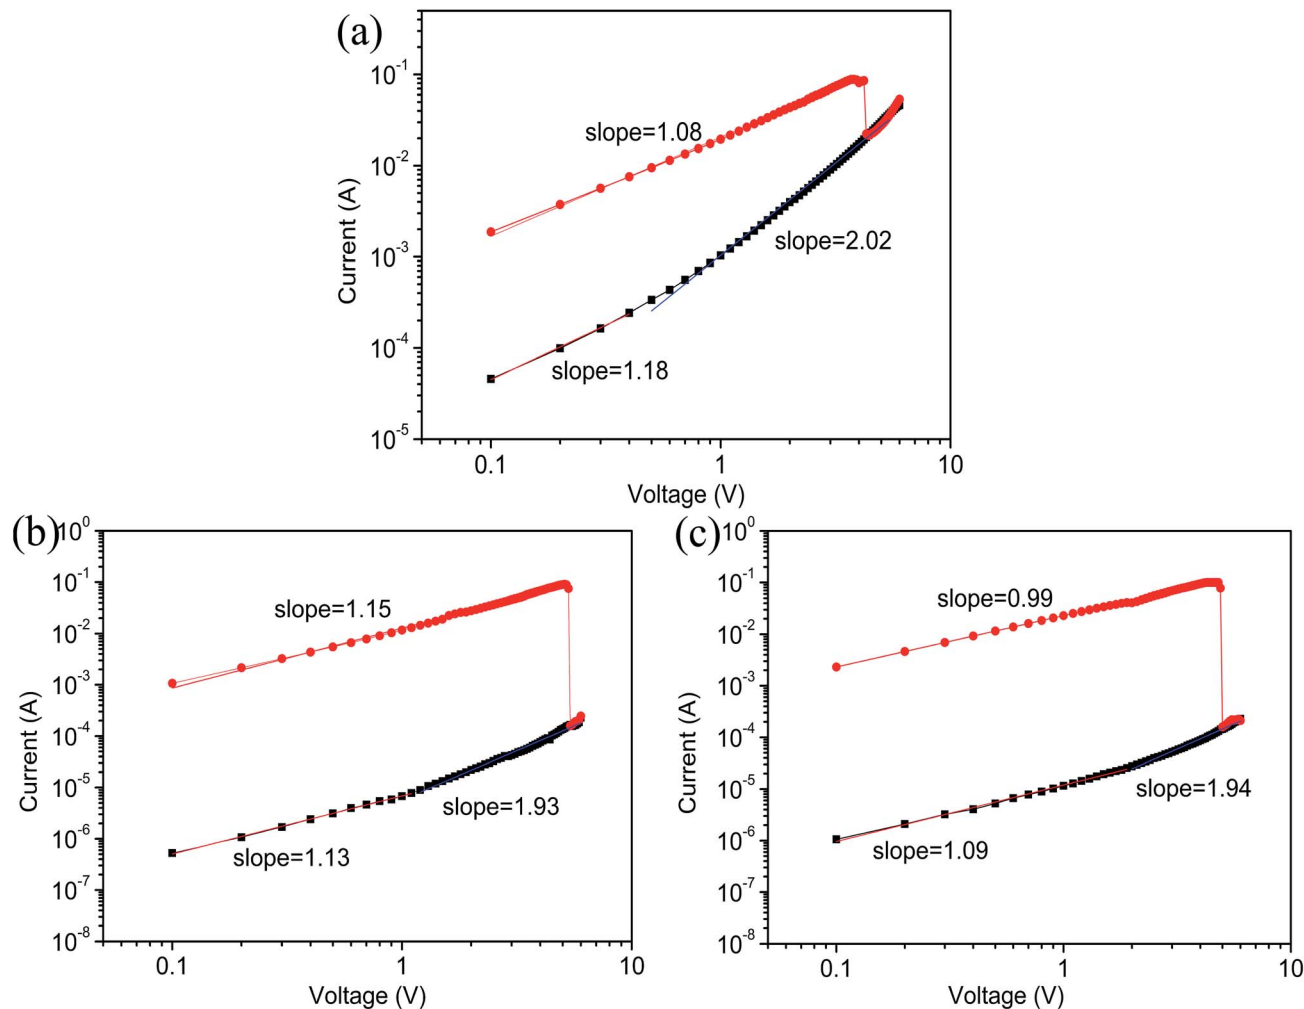 (a)
10⁻¹
10⁻²
10⁻³
10⁻⁴
10⁻⁵
Current (A)
slope=1.08
slope=2.02
slope=1.18
0.1 1 10
Voltage (V)
(b)
10⁰
10⁻¹
10⁻²
10⁻³
10⁻⁴
10⁻⁵
10⁻⁶
10⁻⁷
10⁻⁸
Current (A)
slope=1.15
slope=1.93
slope=1.13
0.1 1 10
Voltage (V)
(c)
10⁰
10⁻¹
10⁻²
10⁻³
10⁻⁴
10⁻⁵
10⁻⁶
10⁻⁷
10⁻⁸
Current (A)
slope=0.99
slope=1.94
slope=1.09
0.1 1 10
Voltage (V)